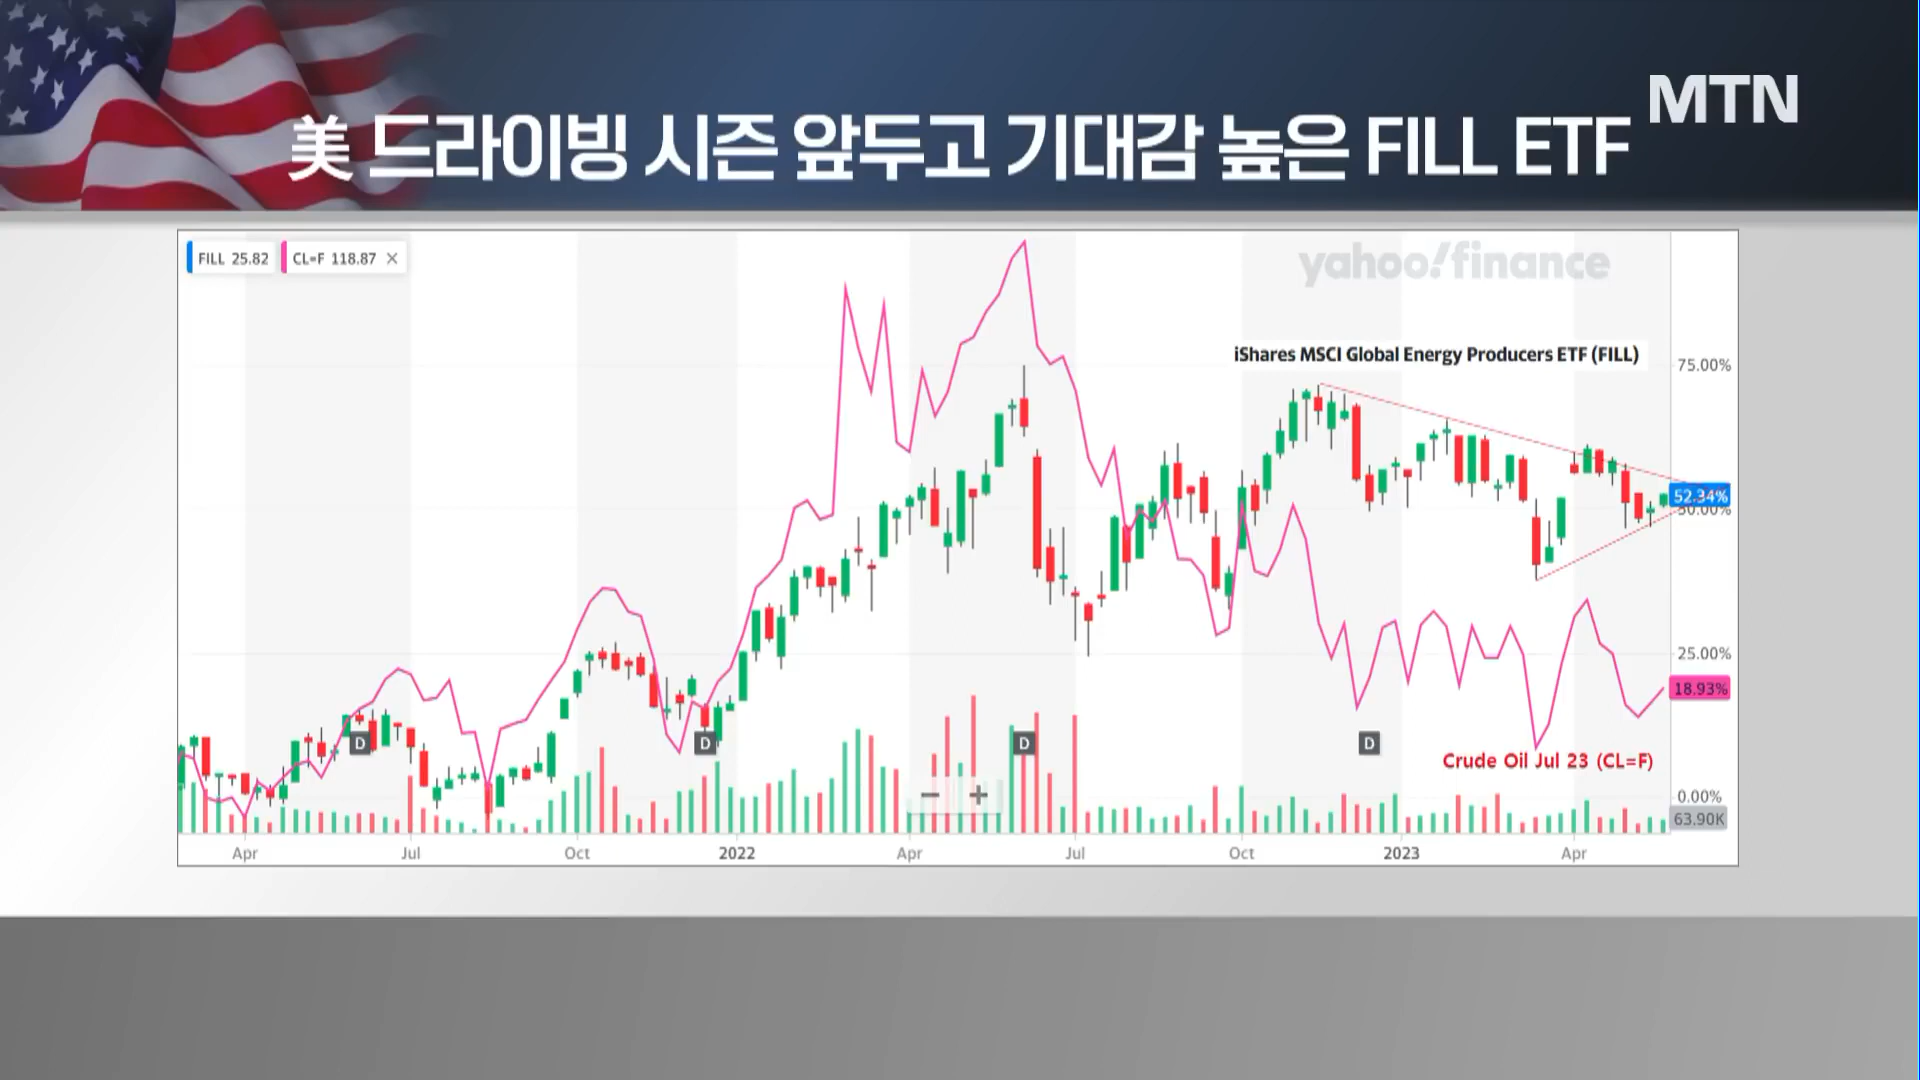 MTN
美 드라이빙 시즌 앞두고 기대감 높은 FILL ETF
FILL 25.82 CL=F 118.87 ×
yahoo!finance
iShares MSCI Global Energy Producers ETF (FILL)
75.00%
52.34%
50.00%
25.00%
18.93%
D D D D
Crude Oil Jul 23 (CL=F)
− +
0.00%
63.90K
Apr Jul Oct 2022 Apr Jul Oct 2023 Apr